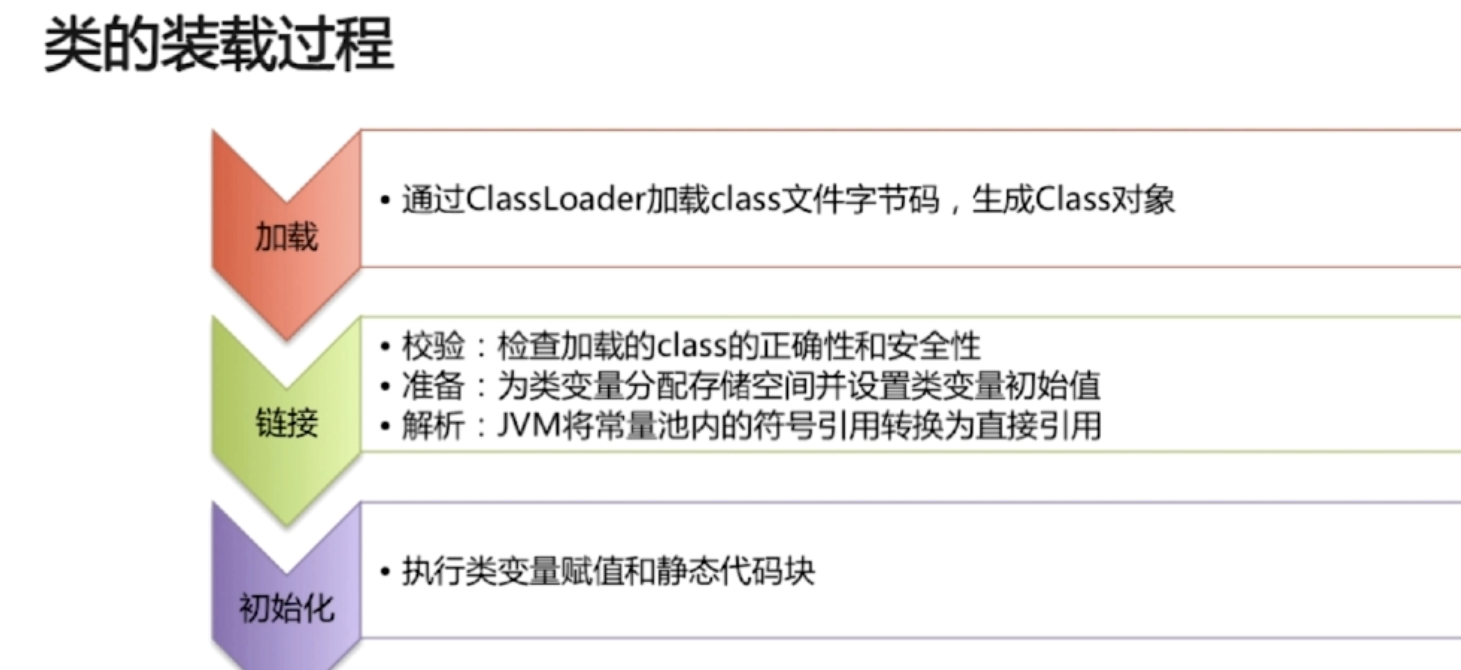 类的装载过程
加载
• 通过ClassLoader加载class文件字节码，生成Class对象
链接
• 校验：检查加载的class的正确性和安全性
• 准备：为类变量分配存储空间并设置类变量初始值
• 解析：JVM将常量池内的符号引用转换为直接引用
初始化
• 执行类变量赋值和静态代码块